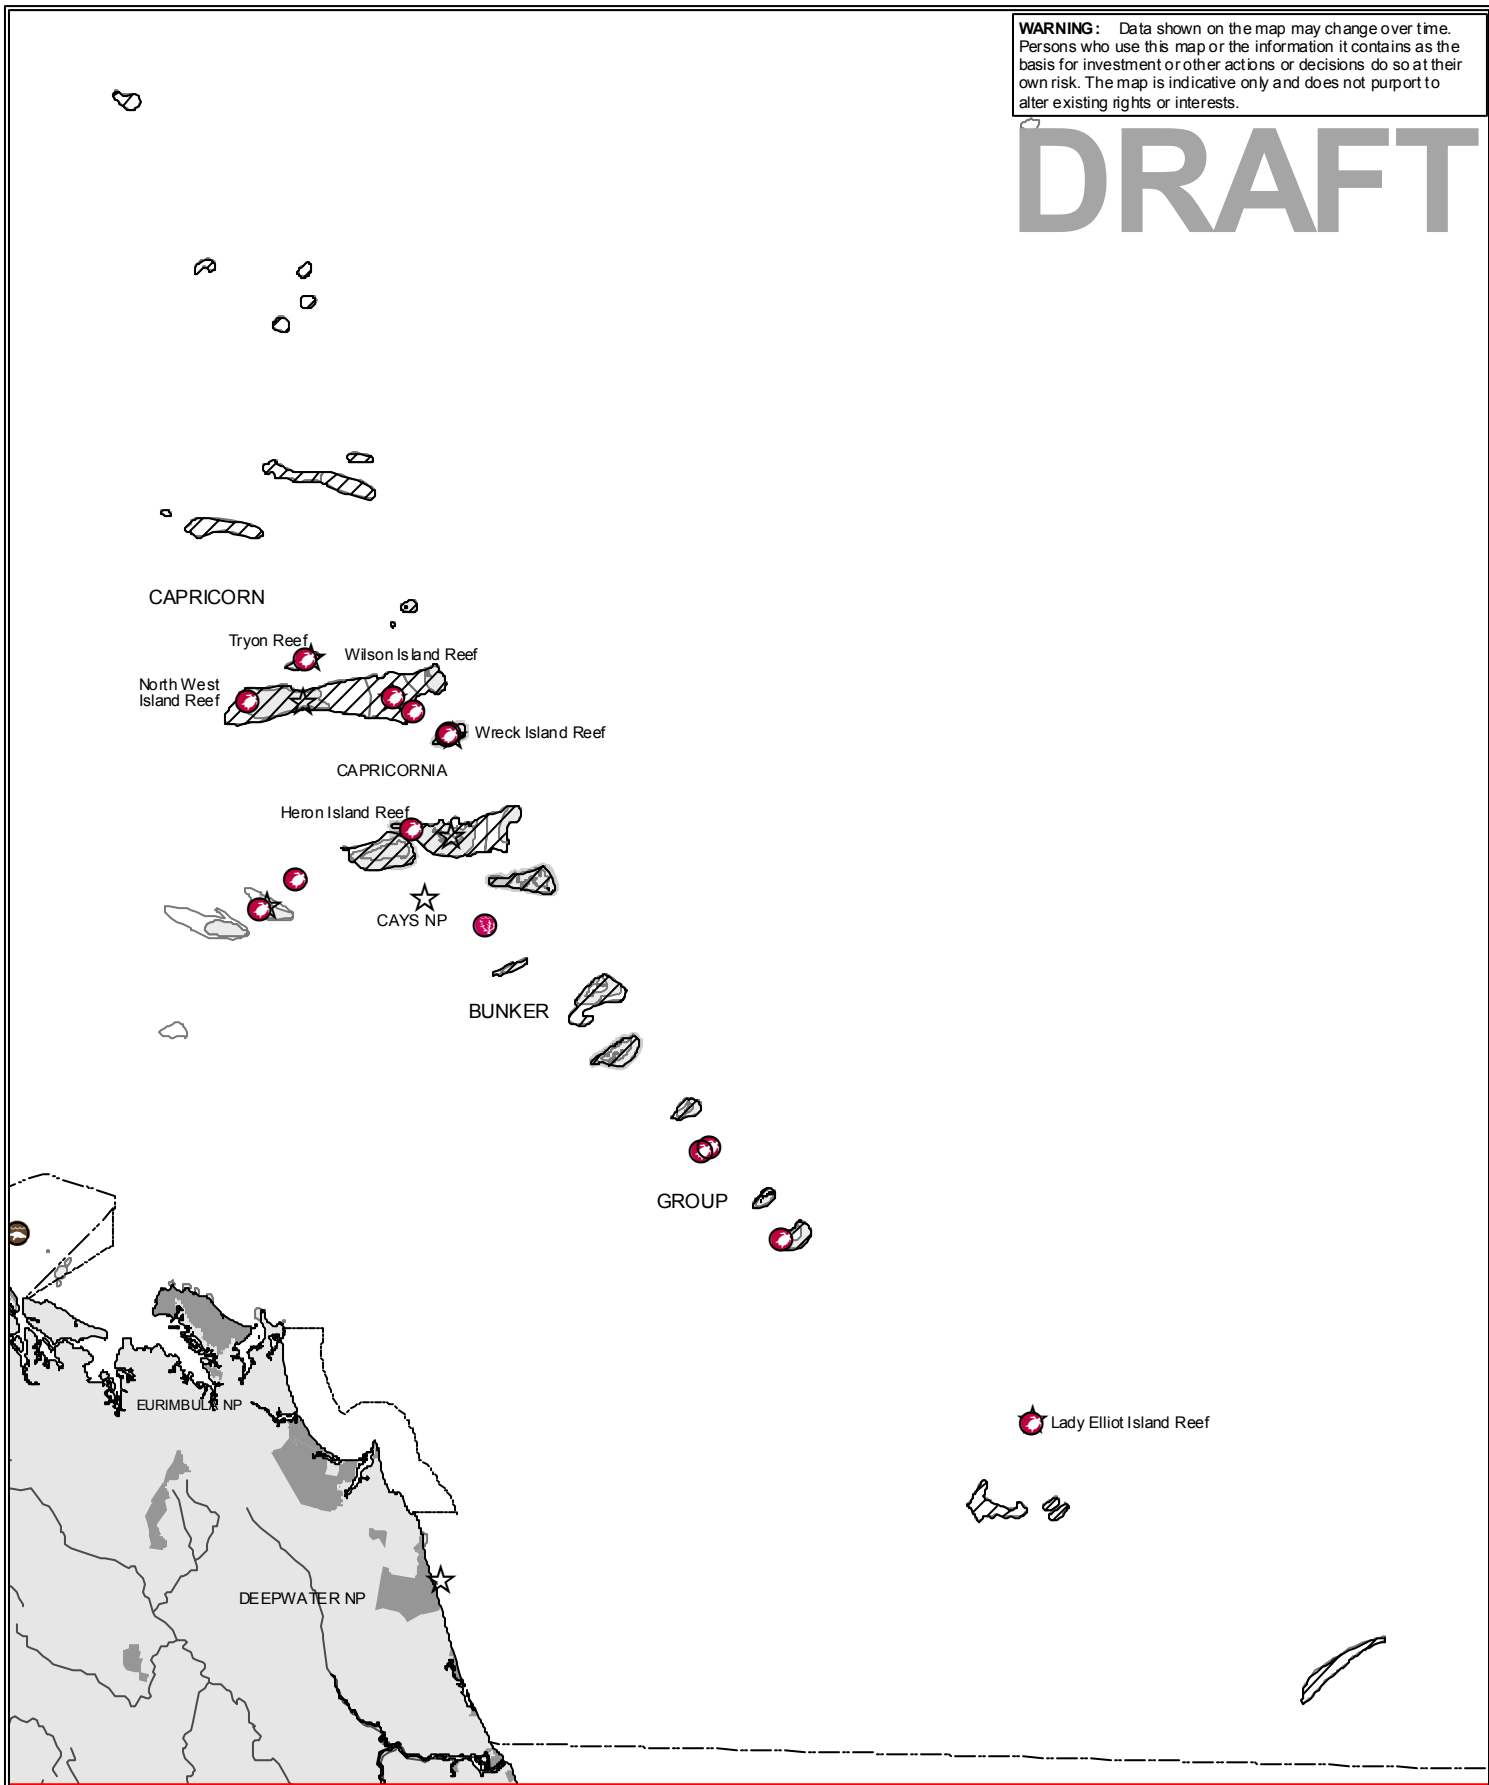 WARNING: Data shown on the map may change over time.
Persons who use this map or the information it contains as the
basis for investment or other actions or decisions do so at their
own risk. The map is indicative only and does not purport to
alter existing rights or interests.
DRAFT
CAPRICORN
Tryon Reef
Wilson Island Reef
North West
Island Reef
Wreck Island Reef
CAPRICORNIA
Heron Island Reef
CAYS NP
BUNKER
GROUP
EURIMBULA NP
Lady Elliot Island Reef
DEEPWATER NP